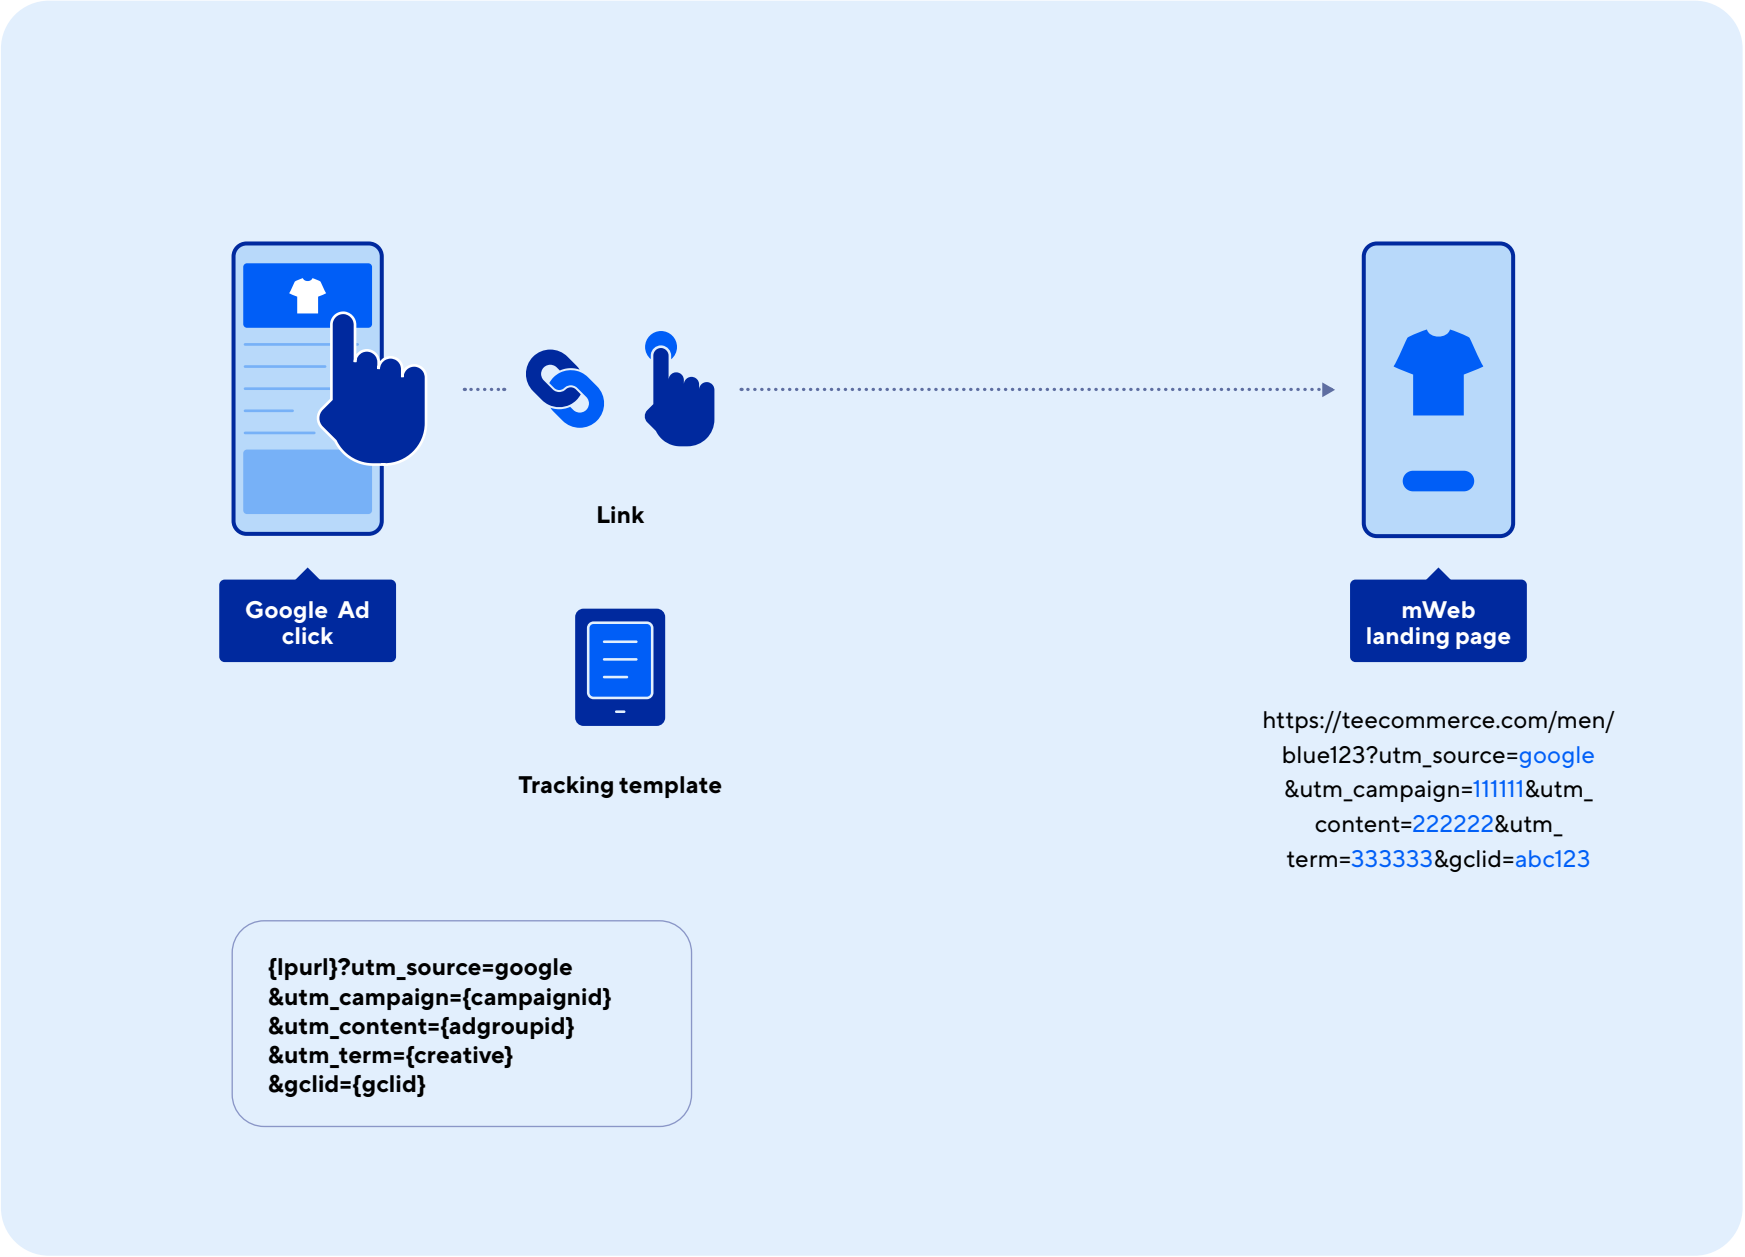 Link
Google Ad
click
mWeb
landing page
Tracking template
https://teecommerce.com/men/
blue123?utm_source=google
&utm_campaign=111111&utm_
content=222222&utm_
term=333333&gclid=abc123
{lpurl}?utm_source=google
&utm_campaign={campaignid}
&utm_content={adgroupid}
&utm_term={creative}
&gclid={gclid}